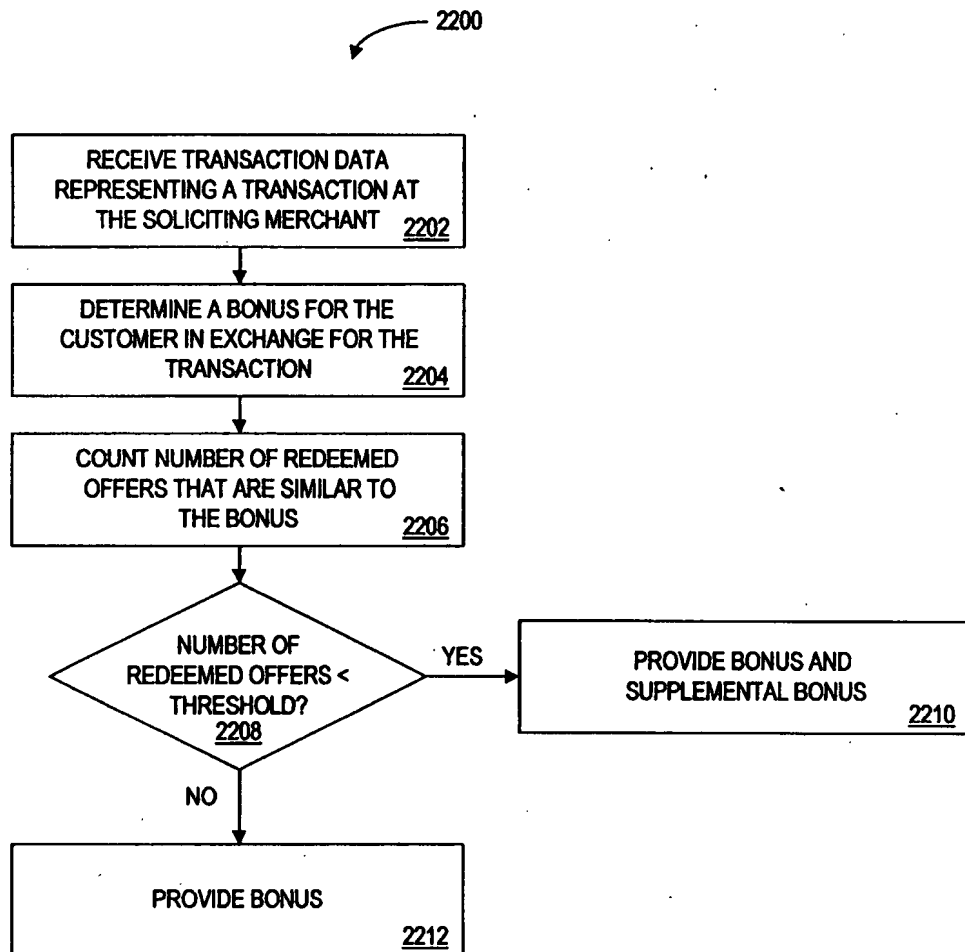 2200
RECEIVE TRANSACTION DATA
REPRESENTING A TRANSACTION AT
THE SOLICITING MERCHANT
2202
DETERMINE A BONUS FOR THE
CUSTOMER IN EXCHANGE FOR THE
TRANSACTION
2204
COUNT NUMBER OF REDEEMED
OFFERS THAT ARE SIMILAR TO
THE BONUS
2206
NUMBER OF
REDEEMED OFFERS <
THRESHOLD?
2208
YES
PROVIDE BONUS AND
SUPPLEMENTAL BONUS
2210
NO
PROVIDE BONUS
2212